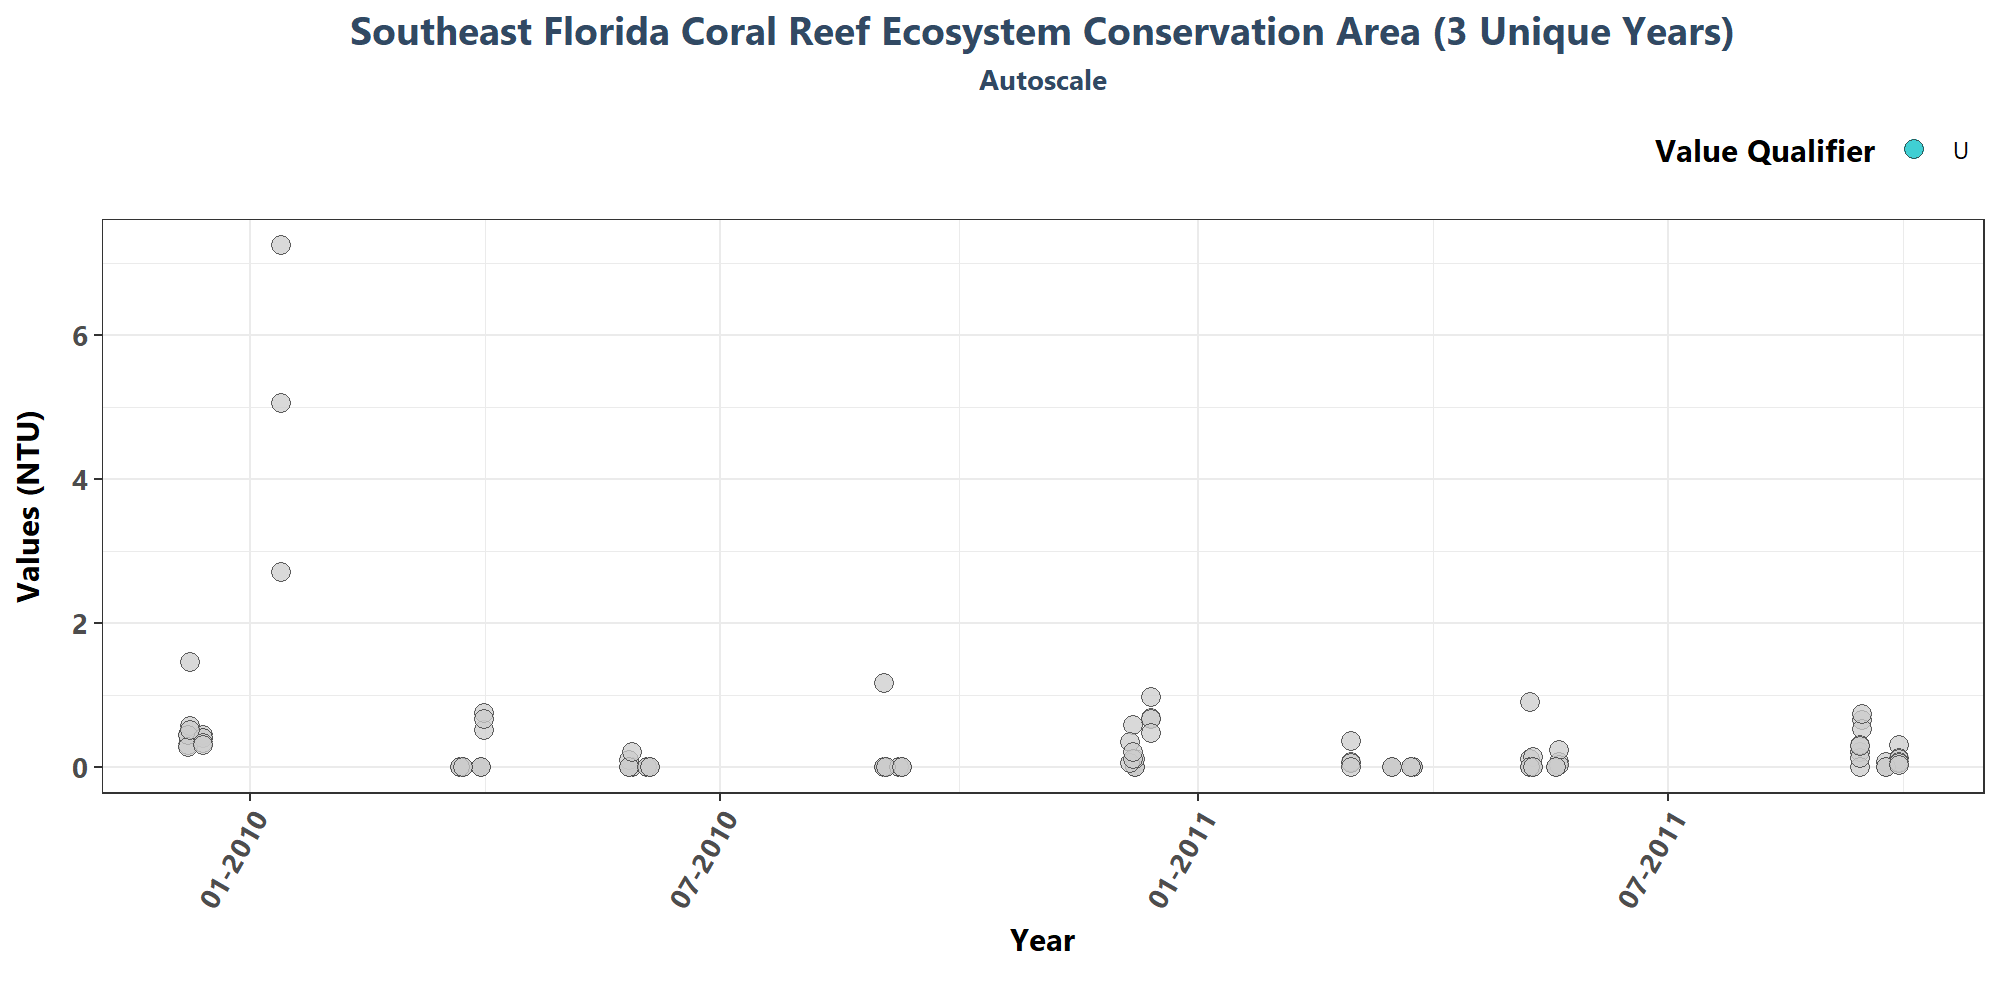 Southeast Florida Coral Reef Ecosystem Conservation Area (3 Unique Years)
Autoscale
Value Qualifier U
Values (NTU)
6
4
2
0
01-2010 07-2010 01-2011 07-2011
Year